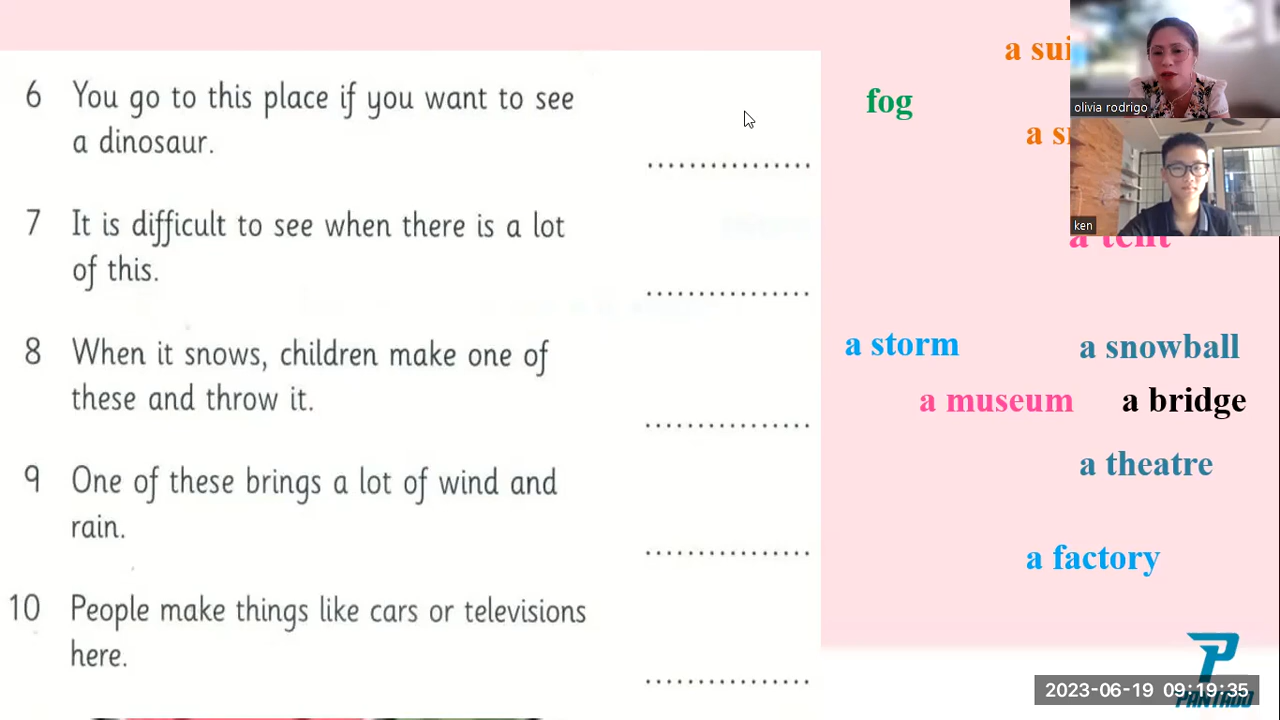 6 You go to this place if you want to see
a dinosaur.
7 It is difficult to see when there is a lot
of this.
8 When it snows, children make one of
these and throw it.
9 One of these brings a lot of wind and
rain.
10 People make things like cars or televisions
here.
fog
a tent
a storm
a snowball
a museum
a bridge
a theatre
a factory
olivia rodrigo
ken
2023-06-19 09:19:35
PANTADO